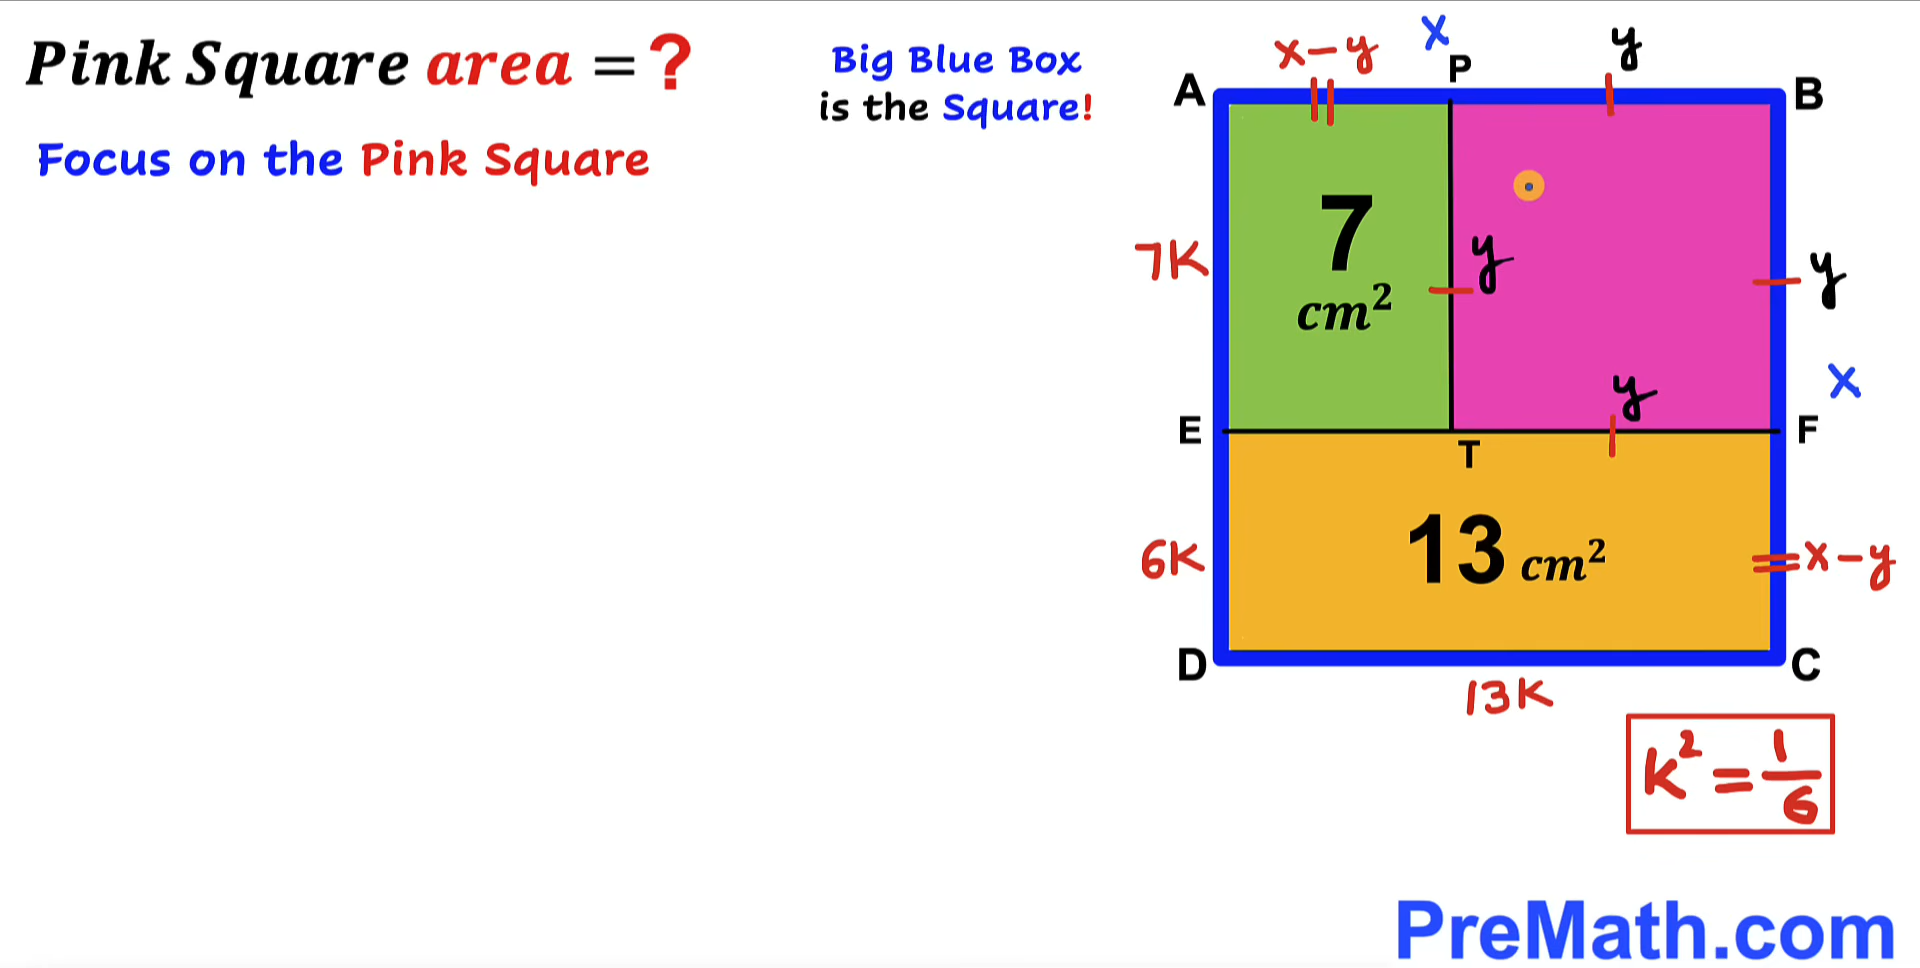 Pink Square area = ?
Focus on the Pink Square
Big Blue Box
is the Square!
x-y
x
y
A
P
B
7K
7
cm²
y
y
x
y
E
T
F
6K
13 cm²
x-y
D
C
13K
K² = 1/6
PreMath.com